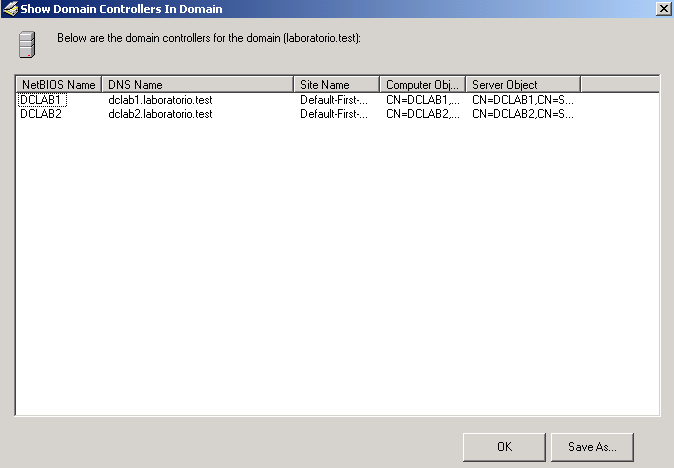 Show Domain Controllers In Domain
Below are the domain controllers for the domain (laboratorio.test):
NetBIOS Name DNS Name Site Name Computer Obj... Server Object
DCLAB1 dclab1.laboratorio.test Default-First-... CN=DCLAB1,... CN=DCLAB1,CN=S...
DCLAB2 dclab2.laboratorio.test Default-First-... CN=DCLAB2,... CN=DCLAB2,CN=S...
OK Save As...